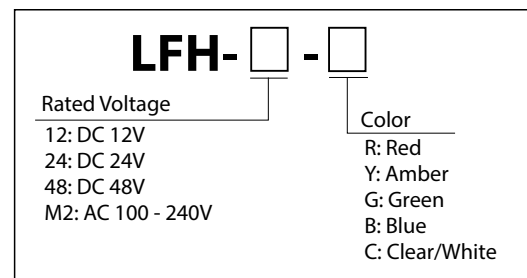 LFH-□ - □
Rated Voltage
12: DC 12V
24: DC 24V
48: DC 48V
M2: AC 100 - 240V
Color
R: Red
Y: Amber
G: Green
B: Blue
C: Clear/White